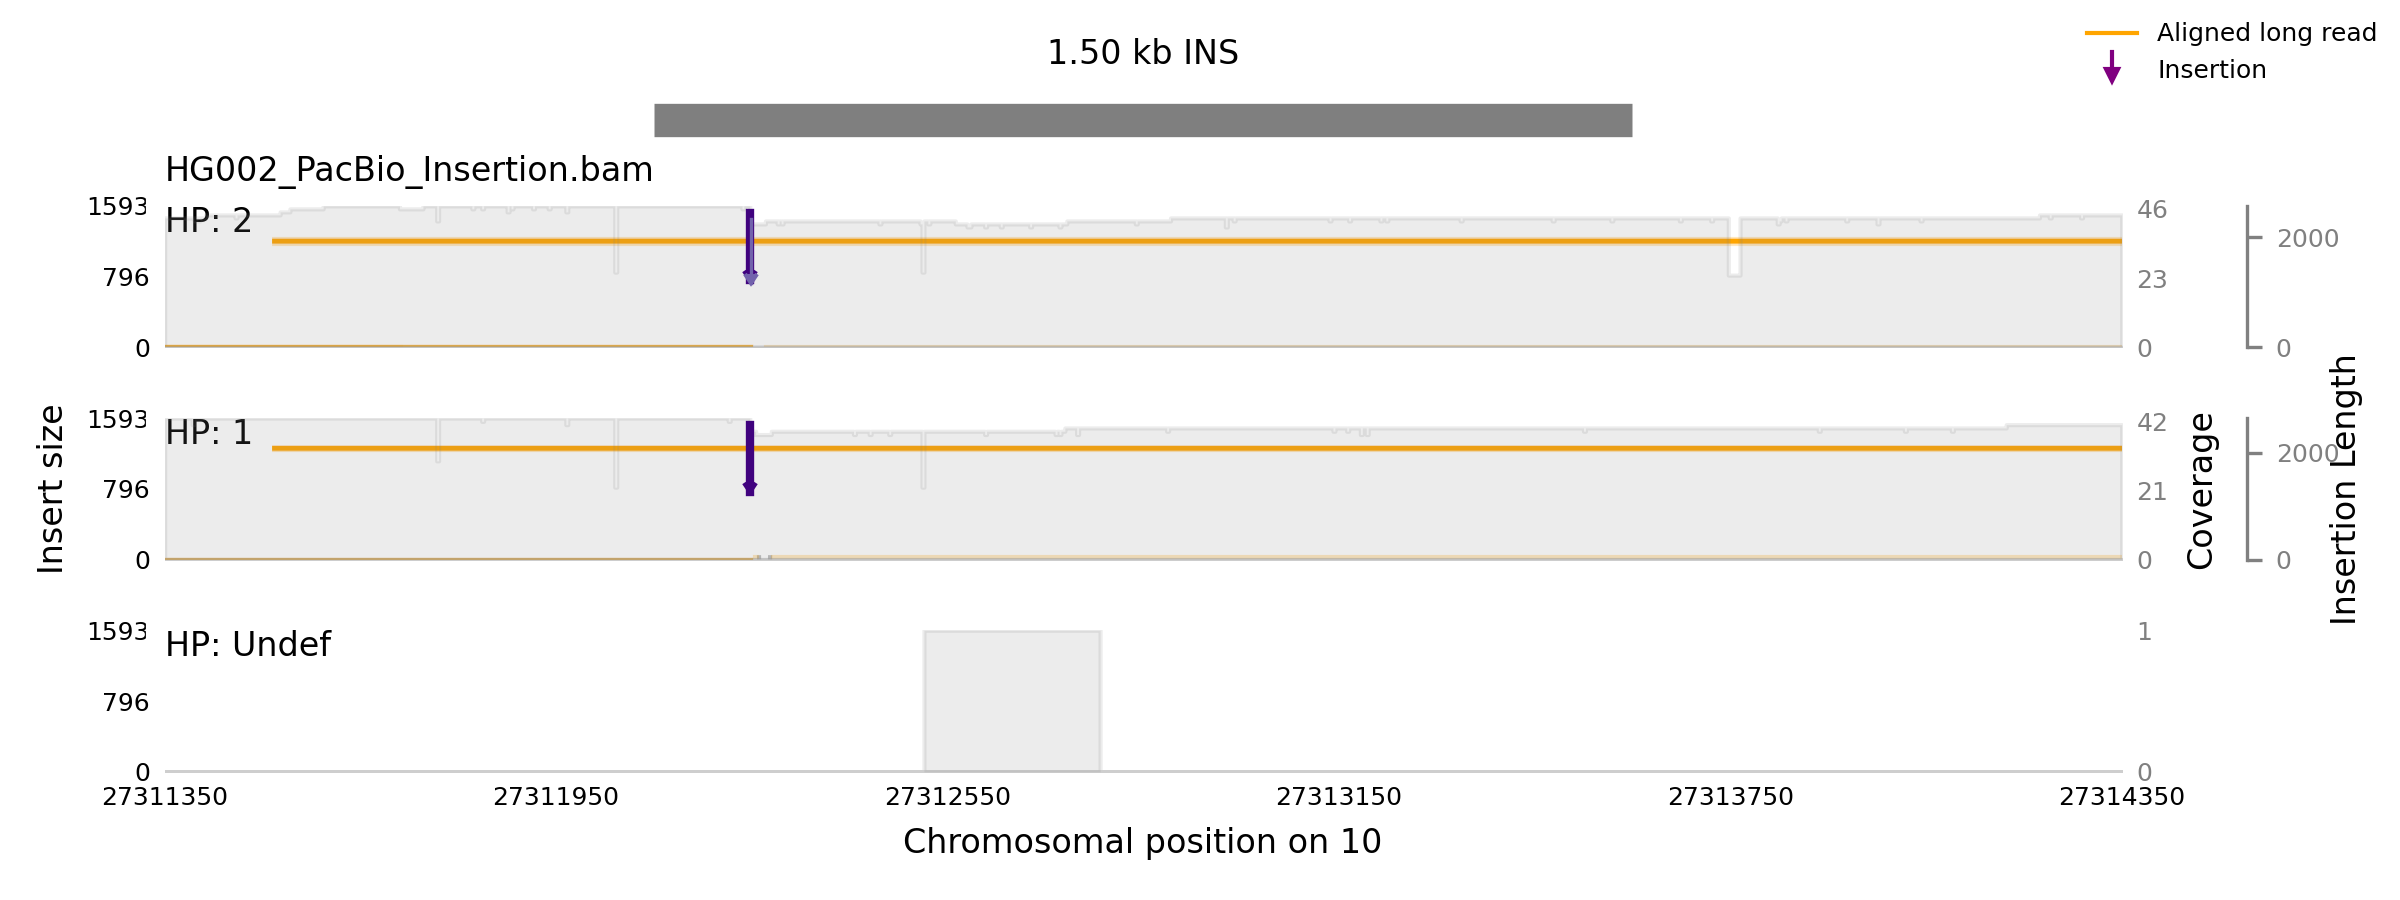 Aligned long read
Insertion
1.50 kb INS
HG002_PacBio_Insertion.bam
HP: 2
1593
796
0
46
23
0
2000
0
HP: 1
1593
796
0
42
21
0
2000
0
Insert size
Coverage
Insertion Length
HP: Undef
1593
796
0
1
0
27311350 27311950 27312550 27313150 27313750 27314350
Chromosomal position on 10